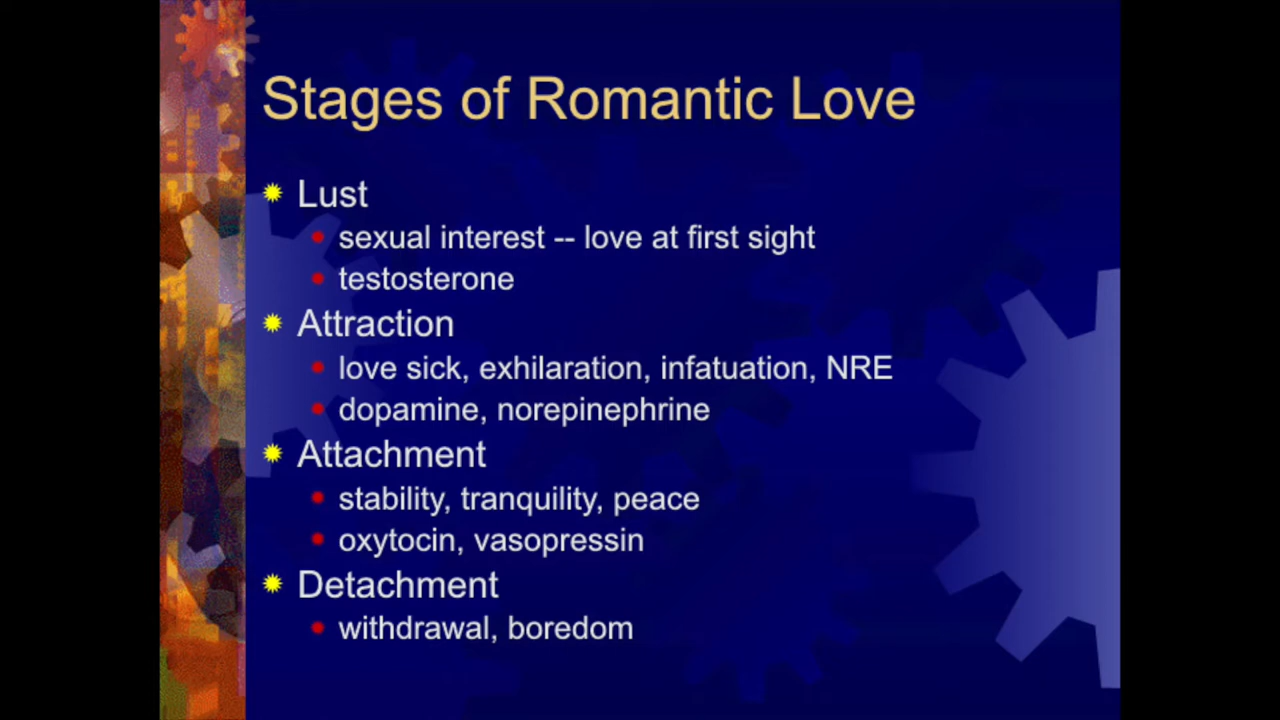 Stages of Romantic Love
Lust
sexual interest -- love at first sight
testosterone
Attraction
love sick, exhilaration, infatuation, NRE
dopamine, norepinephrine
Attachment
stability, tranquility, peace
oxytocin, vasopressin
Detachment
withdrawal, boredom